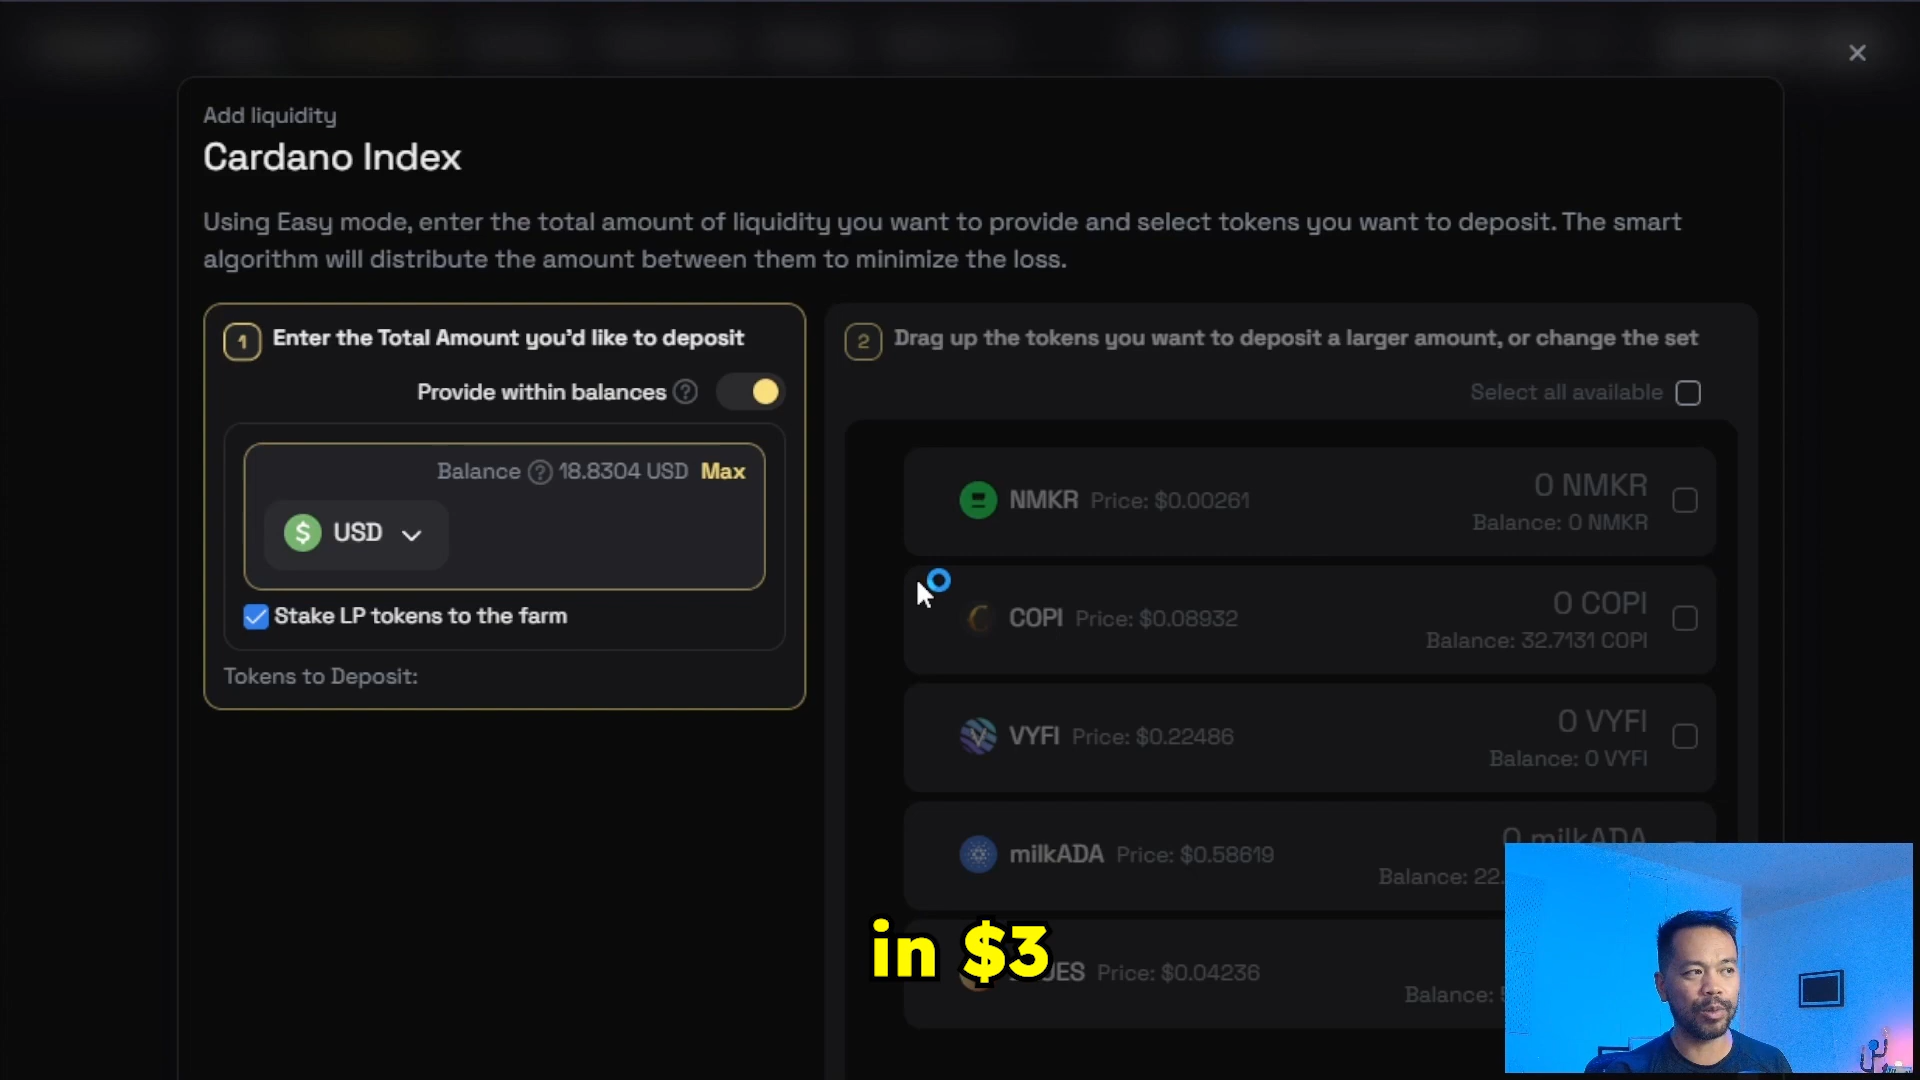 Add liquidity
Cardano Index
Using Easy mode, enter the total amount of liquidity you want to provide and select tokens you want to deposit. The smart
algorithm will distribute the amount between them to minimize the loss.
1 Enter the Total Amount you'd like to deposit
Provide within balances ?
Balance ? 18.8304 USD Max
$ USD
Stake LP tokens to the farm
Tokens to Deposit:
2 Drag up the tokens you want to deposit a larger amount, or change the set
Select all available
NMKR Price: $0.00261
0 NMKR
Balance: 0 NMKR
COPI Price: $0.08932
0 COPI
Balance: 32.7131 COPI
VYFI Price: $0.22486
0 VYFI
Balance: 0 VYFI
milkADA Price: $0.58619
0 milkADA
Balance: 22.
Price: $0.04236
Balance:
in $3